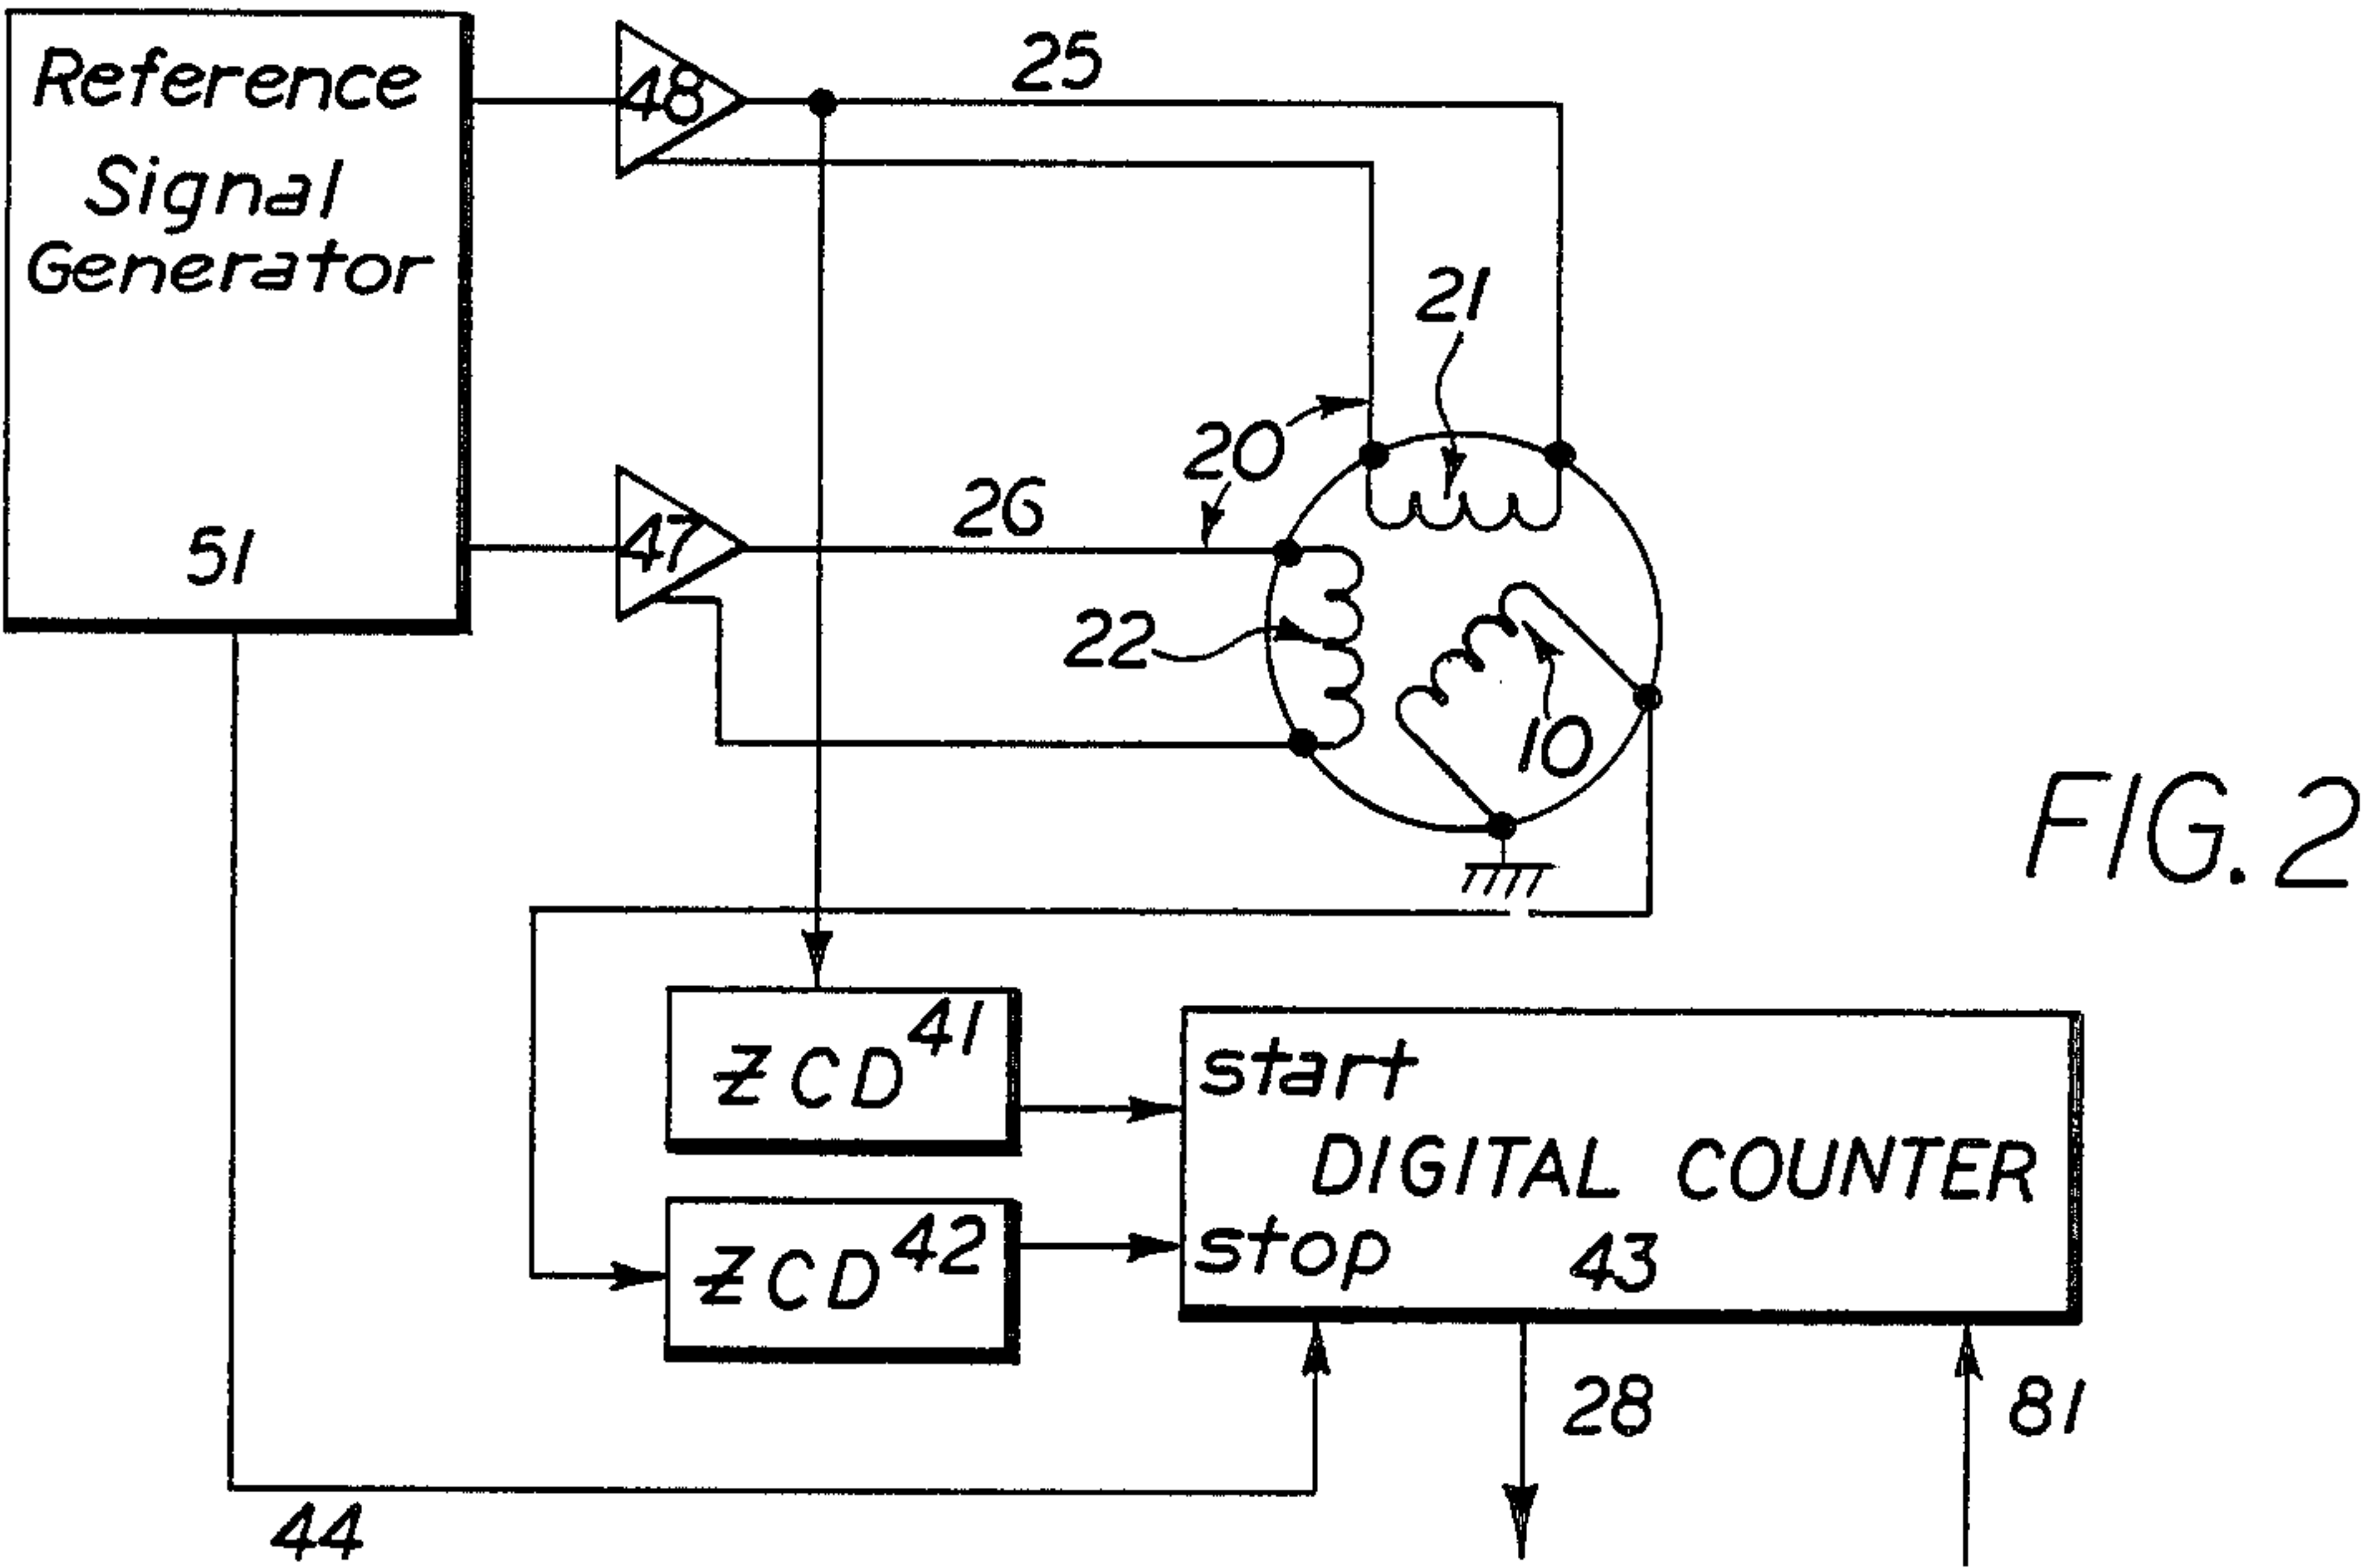 Reference
Signal
Generator
51
48
25
47
26
20
21
22
10
FIG. 2
ZCD 41
ZCD 42
start
DIGITAL COUNTER
stop
43
28
81
44